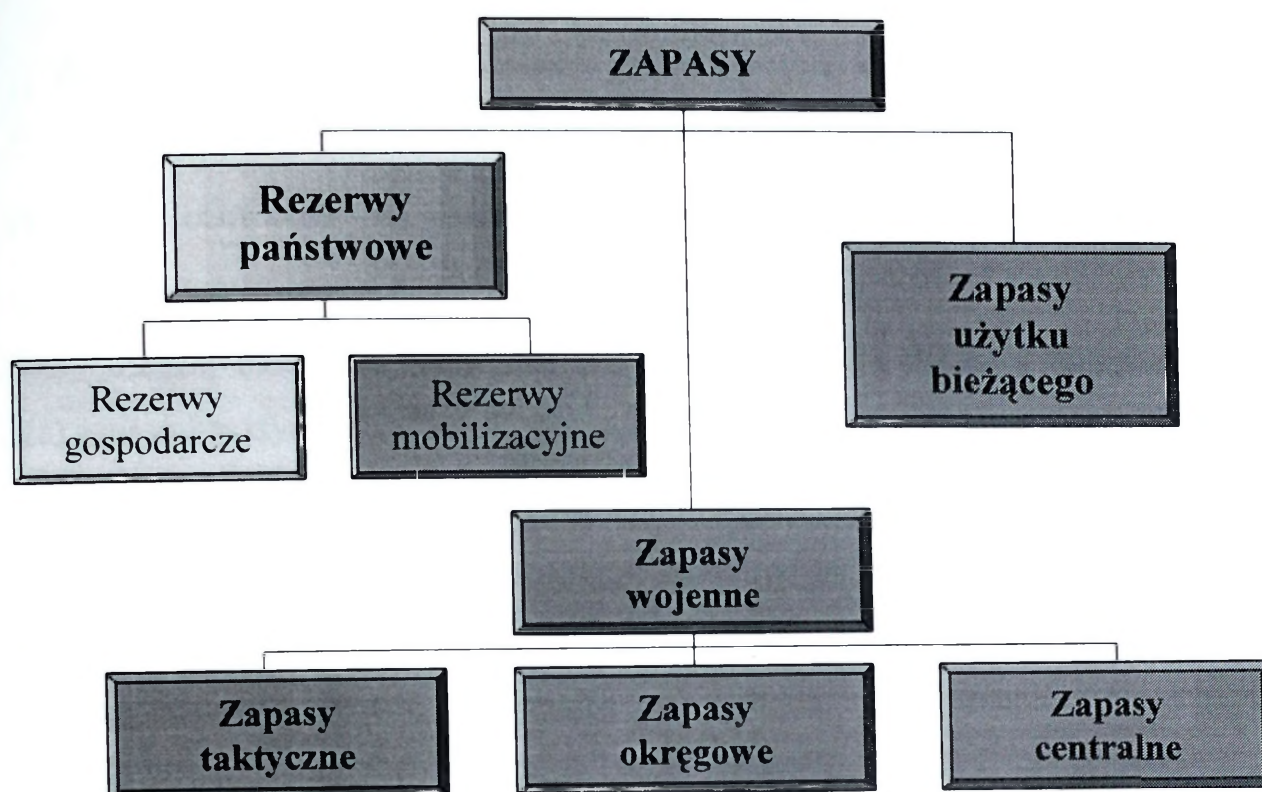 ZAPASY
Rezerwy
państwowe
Zapasy
użytku
bieżącego
Rezerwy
gospodarcze
Rezerwy
mobilizacyjne
Zapasy
wojenne
Zapasy
taktyczne
Zapasy
okręgowe
Zapasy
centralne